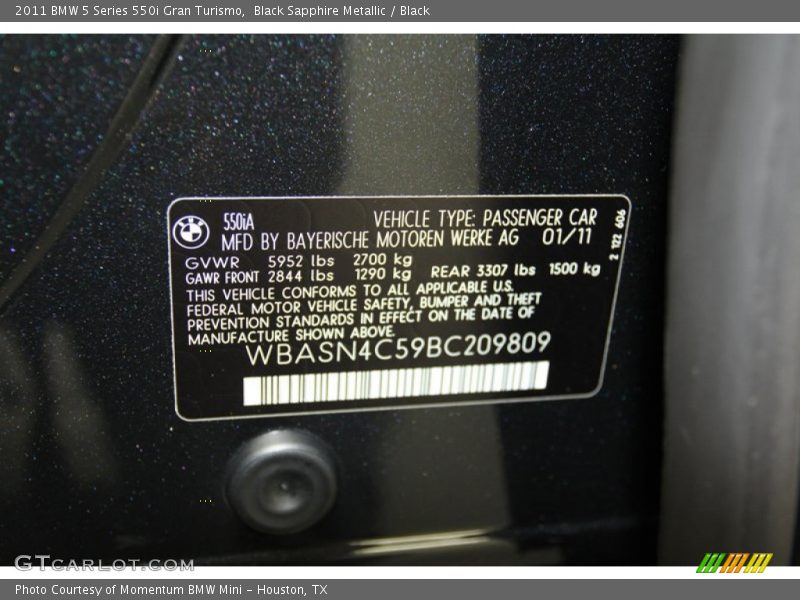 2011 BMW 5 Series 550i Gran Turismo,  Black Sapphire Metallic / Black
550iA VEHICLE TYPE: PASSENGER CAR
MFD BY BAYERISCHE MOTOREN WERKE AG 01/11
GVWR 5952 lbs 2700 kg
GAWR FRONT 2844 lbs 1290 kg REAR 3307 lbs 1500 kg
THIS VEHICLE CONFORMS TO ALL APPLICABLE U.S.
FEDERAL MOTOR VEHICLE SAFETY, BUMPER AND THEFT
PREVENTION STANDARDS IN EFFECT ON THE DATE OF
MANUFACTURE SHOWN ABOVE.
WBASN4C59BC209809
2 122 606
GTCARLOT.COM
Photo Courtesy of Momentum BMW Mini - Houston, TX